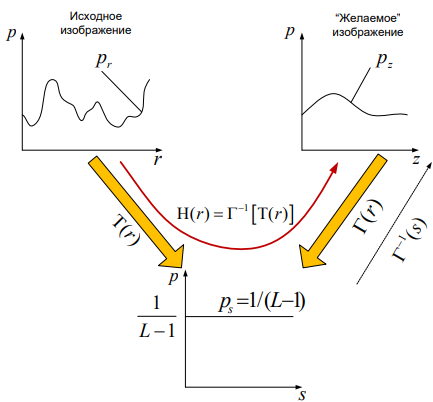 Исходное
изображение
p
p_r
r
“Желаемое”
изображение
p
p_z
z
T(r)
H(r) = Γ⁻¹[T(r)]
Γ(r)
Γ⁻¹(s)
p
p_s=1/(L−1)
1
L−1
s